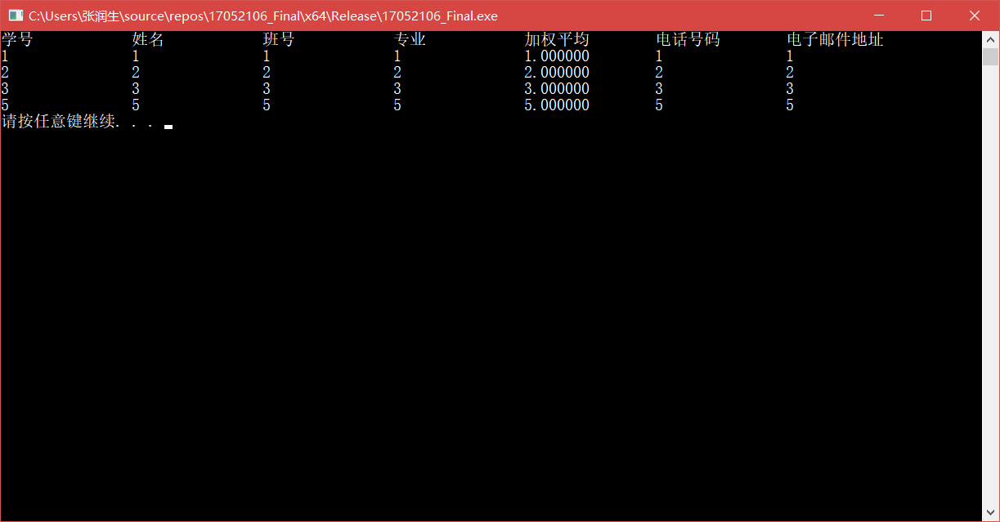 C:\Users\张润生\source\repos\17052106_Final\x64\Release\17052106_Final.exe
学号 姓名 班号 专业 加权平均 电话号码 电子邮件地址
1 1 1 1 1.000000 1 1
2 2 2 2 2.000000 2 2
3 3 3 3 3.000000 3 3
5 5 5 5 5.000000 5 5
请按任意键继续. . .